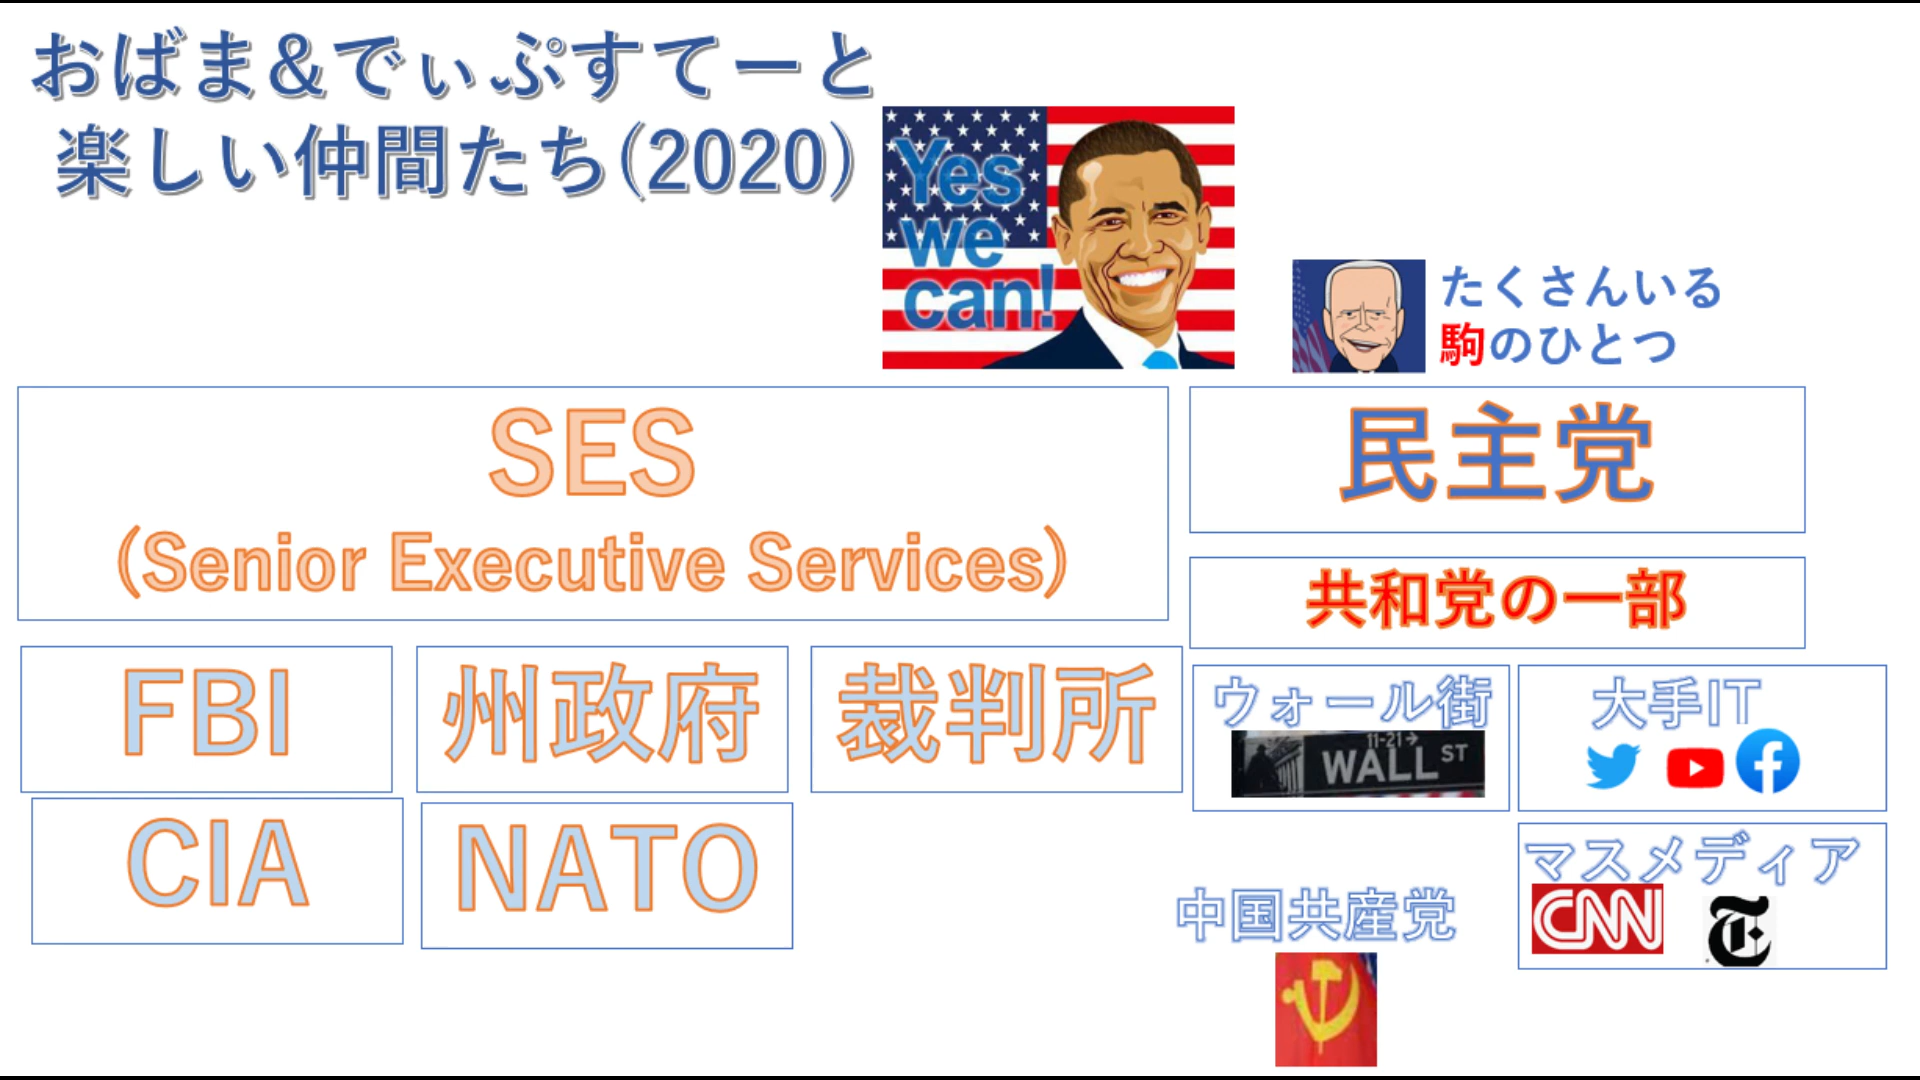 おばま&でぃぷすてーと
楽しい仲間たち(2020)
Yes
we
can!
たくさんいる
駒のひとつ
SES
(Senior Executive Services)
民主党
共和党の一部
FBI
州政府
裁判所
ウォール街
11-21→
WALL ST
大手IT
CIA
NATO
マスメディア
CNN
T
中国共産党